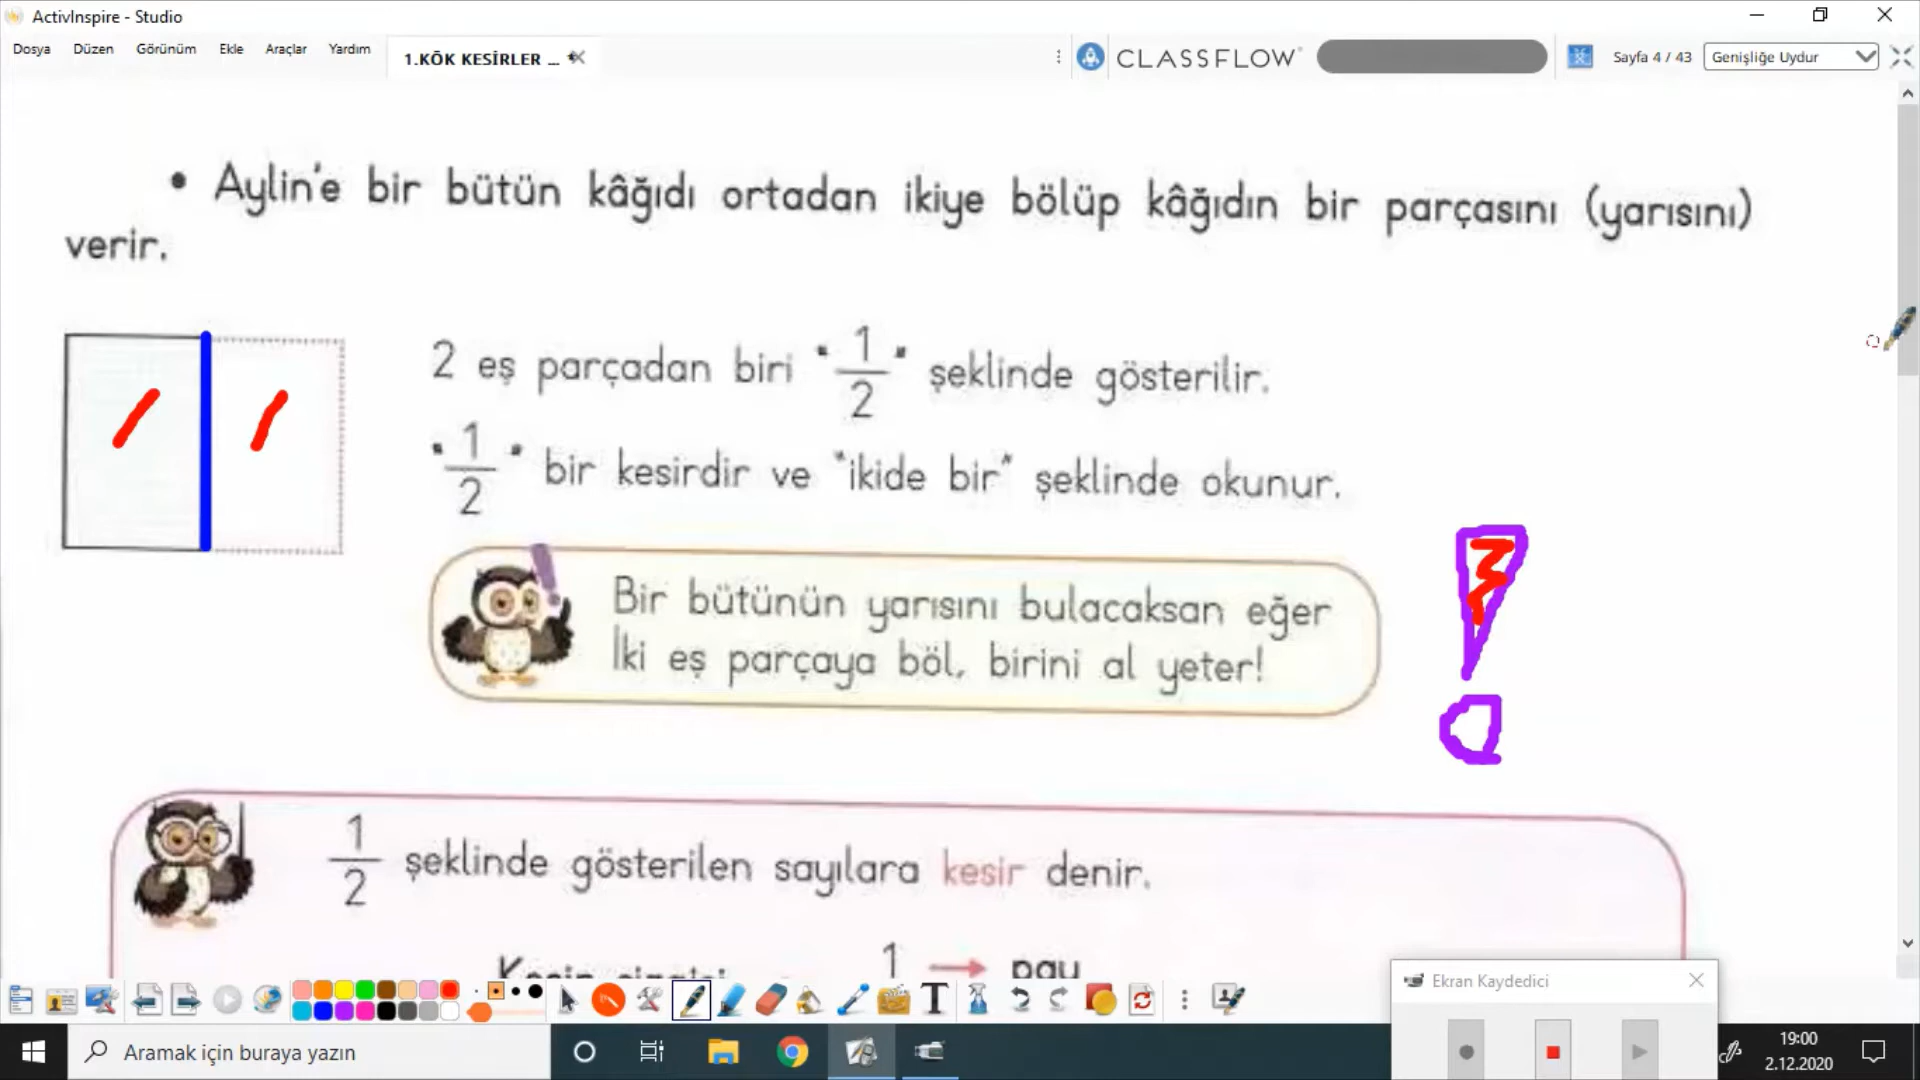 ActivInspire - Studio
Dosya Düzen Görünüm Ekle Araçlar Yardım
1.KÖK KESİRLER ...
CLASSFLOW
Sayfa 4 / 43
Genişliğe Uydur
• Aylin'e bir bütün kâğıdı ortadan ikiye bölüp kâğıdın bir parçasını (yarısını)
verir.
2 eş parçadan biri "1/2" şeklinde gösterilir.
"1/2" bir kesirdir ve "ikide bir" şeklinde okunur.
Bir bütünün yarısını bulacaksan eğer
İki eş parçaya böl, birini al yeter!
1/2 şeklinde gösterilen sayılara kesir denir.
Kesir çizgisi 1 → pay
Ekran Kaydedici
Aramak için buraya yazın
19:00
2.12.2020